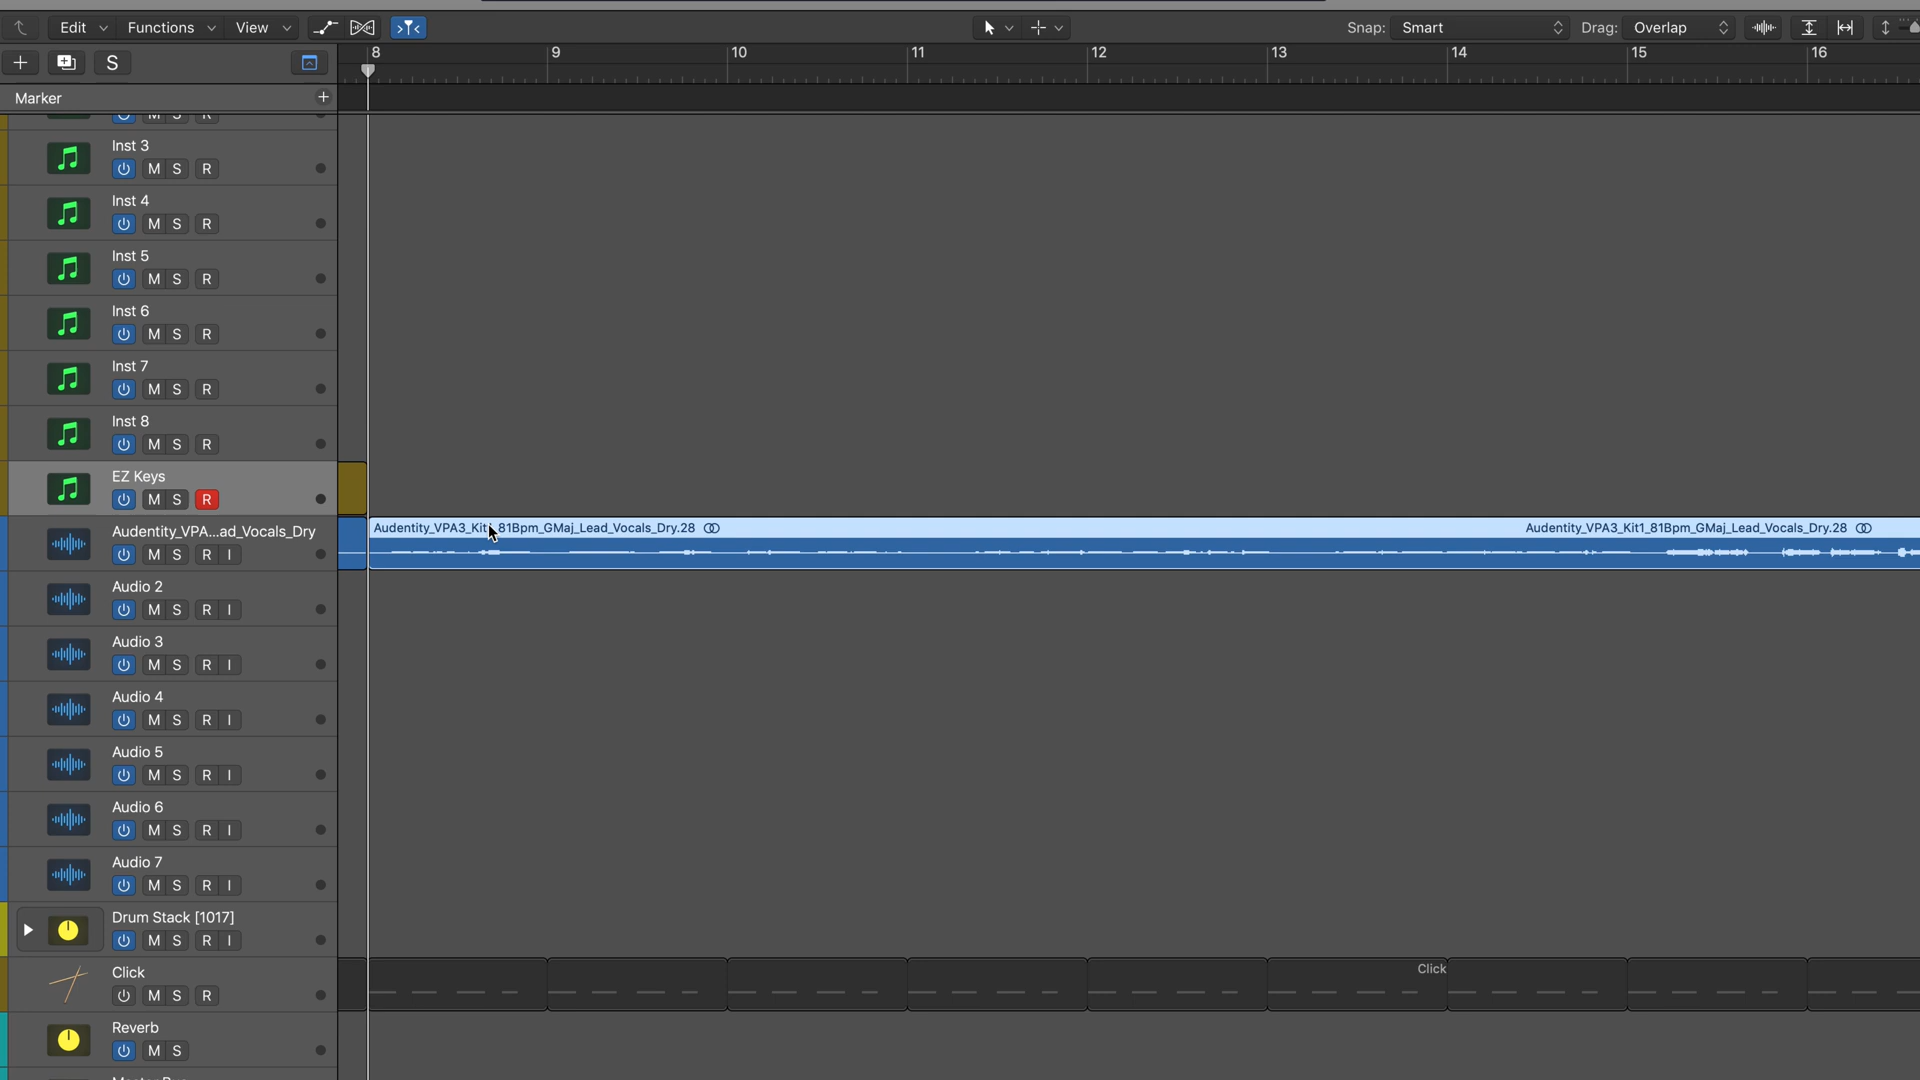 Edit Functions View Snap: Smart Drag: Overlap
S 8 9 10 11 12 13 14 15 16
Marker +
M S R
Inst 3
M S R
Inst 4
M S R
Inst 5
M S R
Inst 6
M S R
Inst 7
M S R
Inst 8
M S R
EZ Keys
M S R
Audentity_VPA...ad_Vocals_Dry Audentity_VPA3_Kit1_81Bpm_GMaj_Lead_Vocals_Dry.28 Audentity_VPA3_Kit1_81Bpm_GMaj_Lead_Vocals_Dry.28
M S R I
Audio 2
M S R I
Audio 3
M S R I
Audio 4
M S R I
Audio 5
M S R I
Audio 6
M S R I
Audio 7
M S R I
Drum Stack [1017]
M S R I
Click Click
M S R
Reverb
M S